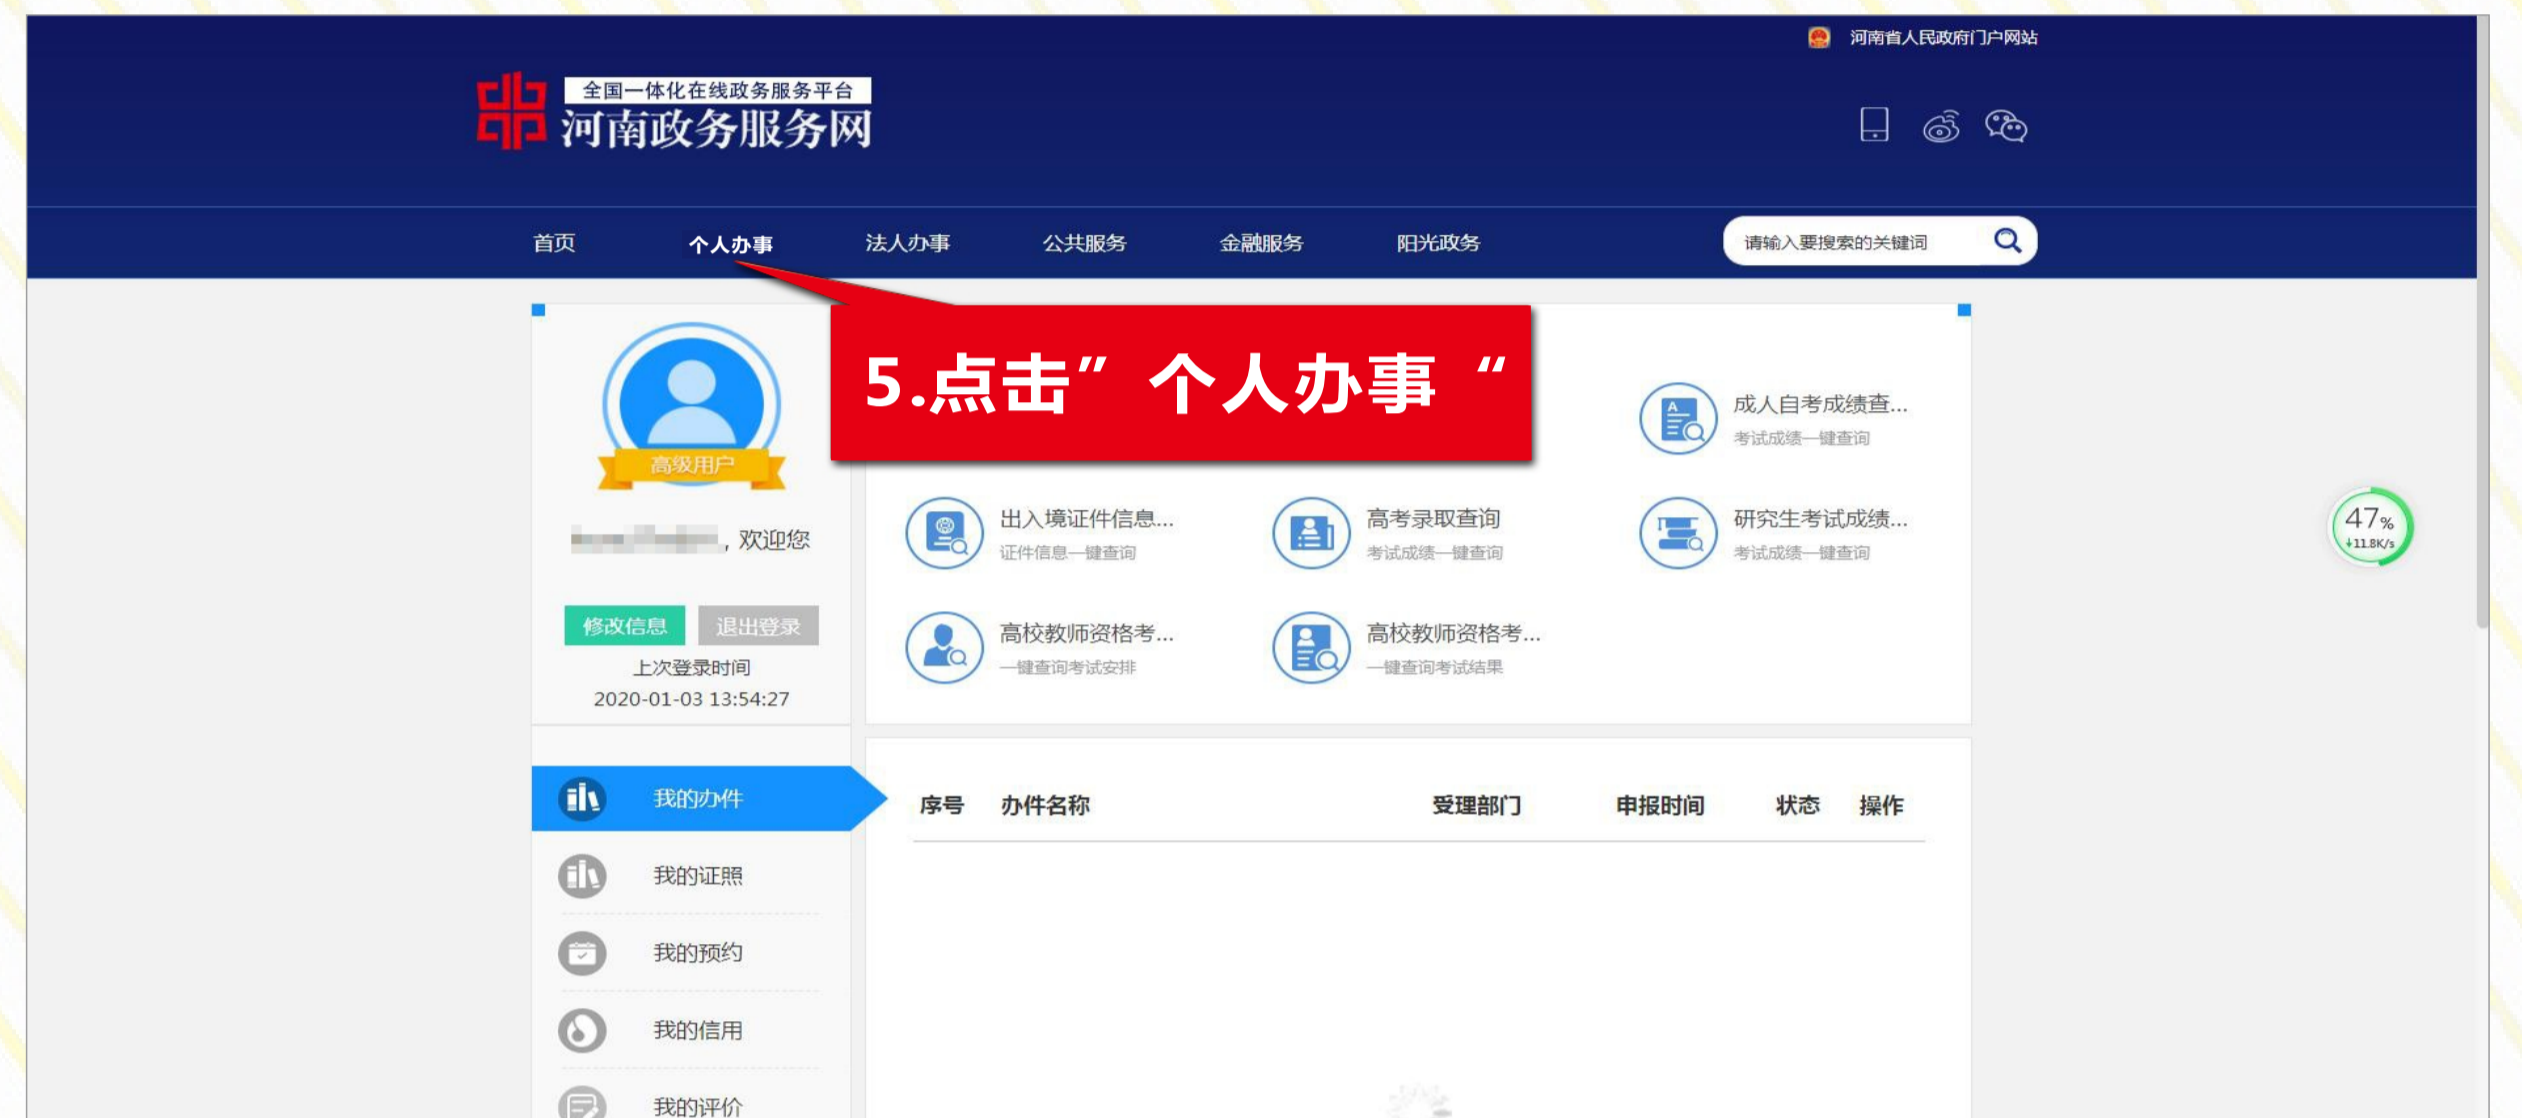 河南省人民政府门户网站
全国一体化在线政务服务平台
河南政务服务网
首页 个人办事 法人办事 公共服务 金融服务 阳光政务 请输入要搜索的关键词
5.点击”个人办事“
高级用户
，欢迎您
修改信息 退出登录
上次登录时间
2020-01-03 13:54:27
成人自考成绩查...
考试成绩一键查询
出入境证件信息... 高考录取查询 研究生考试成绩...
证件信息一键查询 考试成绩一键查询 考试成绩一键查询
高校教师资格考... 高校教师资格考...
一键查询考试安排 一键查询考试结果
47%
↓11.8K/s
我的办件
我的证照
我的预约
我的信用
我的评价
序号 办件名称 受理部门 申报时间 状态 操作